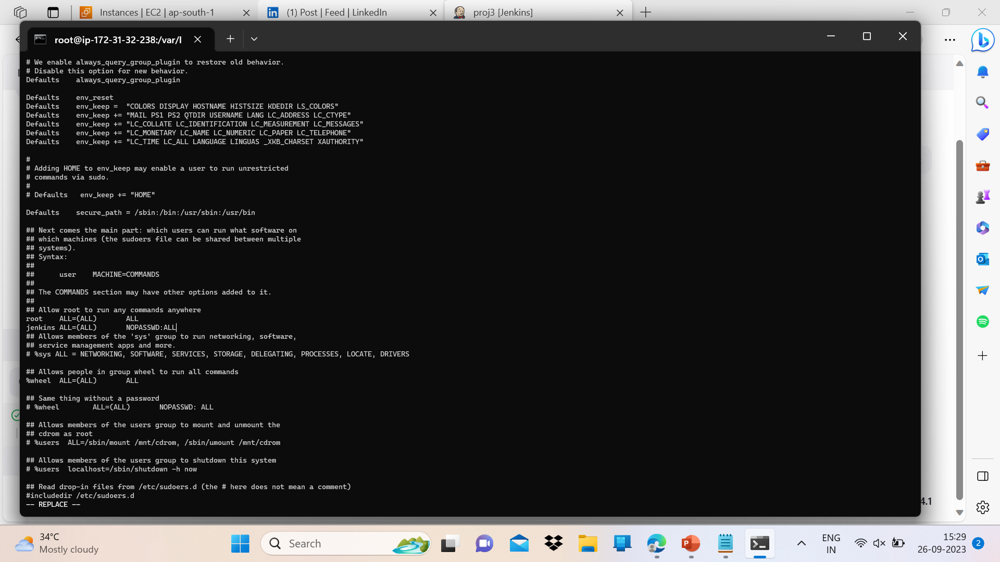 Instances | EC2 | ap-south-1
(1) Post | Feed | LinkedIn
proj3 [Jenkins]
root@ip-172-31-32-238:/var/l
# We enable always_query_group_plugin to restore old behavior.
# Disable this option for new behavior.
Defaults    always_query_group_plugin
Defaults    env_reset
Defaults    env_keep =  "COLORS DISPLAY HOSTNAME HISTSIZE KDEDIR LS_COLORS"
Defaults    env_keep += "MAIL PS1 PS2 QTDIR USERNAME LANG LC_ADDRESS LC_CTYPE"
Defaults    env_keep += "LC_COLLATE LC_IDENTIFICATION LC_MEASUREMENT LC_MESSAGES"
Defaults    env_keep += "LC_MONETARY LC_NAME LC_NUMERIC LC_PAPER LC_TELEPHONE"
Defaults    env_keep += "LC_TIME LC_ALL LANGUAGE LINGUAS _XKB_CHARSET XAUTHORITY"
#
# Adding HOME to env_keep may enable a user to run unrestricted
# commands via sudo.
#
# Defaults   env_keep += "HOME"
Defaults    secure_path = /sbin:/bin:/usr/sbin:/usr/bin
## Next comes the main part: which users can run what software on
## which machines (the sudoers file can be shared between multiple
## systems).
## Syntax:
##
##      user    MACHINE=COMMANDS
##
## The COMMANDS section may have other options added to it.
##
## Allow root to run any commands anywhere
root    ALL=(ALL)       ALL
jenkins ALL=(ALL)       NOPASSWD:ALL
## Allows members of the 'sys' group to run networking, software,
## service management apps and more.
# %sys ALL = NETWORKING, SOFTWARE, SERVICES, STORAGE, DELEGATING, PROCESSES, LOCATE, DRIVERS
## Allows people in group wheel to run all commands
%wheel  ALL=(ALL)       ALL
## Same thing without a password
# %wheel        ALL=(ALL)       NOPASSWD: ALL
## Allows members of the users group to mount and unmount the
## cdrom as root
# %users  ALL=/sbin/mount /mnt/cdrom, /sbin/umount /mnt/cdrom
## Allows members of the users group to shutdown this system
# %users  localhost=/sbin/shutdown -h now
## Read drop-in files from /etc/sudoers.d (the # here does not mean a comment)
#includedir /etc/sudoers.d
-- REPLACE --
4.1
34°C
Mostly cloudy
Search
ENG
IN
15:29
26-09-2023
2